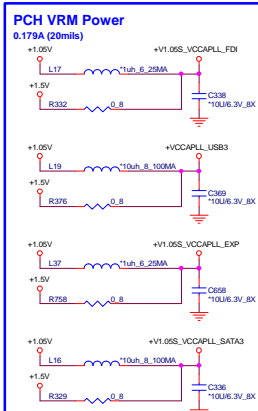 PCH VRM Power
0.179A (20mils)
+1.05V +V1.05S_VCCAPLL_FDI
L17 *1uh_6_25MA
+1.5V
R332 0_8
C338
*10U/6.3V_8X
+1.05V +VCCAPLL_USB3
L19 *10uh_8_100MA
+1.5V
R376 0_8
C369
*10U/6.3V_8X
+1.05V +V1.05S_VCCAPLL_EXP
L37 *1uh_6_25MA
+1.5V
R758 0_8
C658
*10U/6.3V_8X
+1.05V +V1.05S_VCCAPLL_SATA3
L16 *10uh_8_100MA
+1.5V
R329 0_8
C336
*10U/6.3V_8X